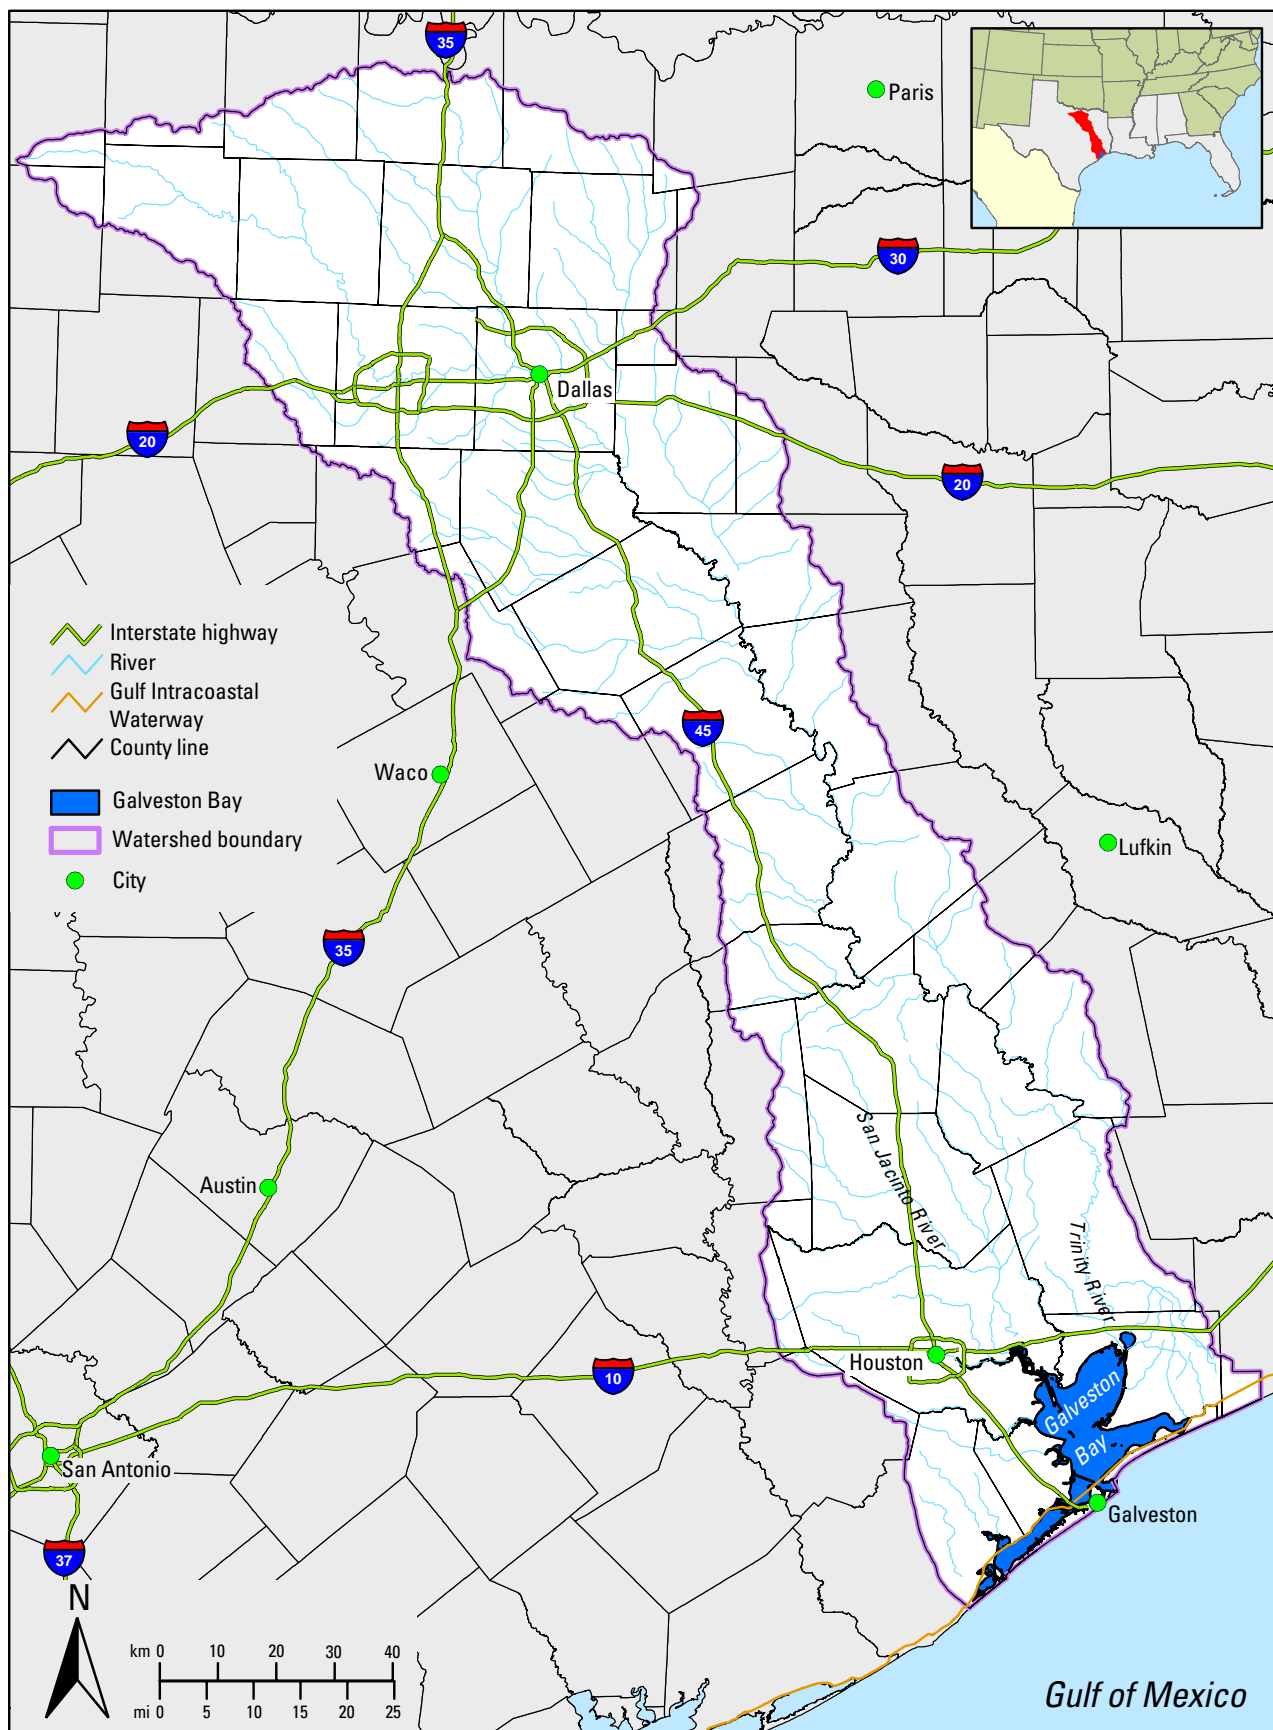 35
Paris
30
Dallas
20
20
Interstate highway
River
Gulf Intracoastal
Waterway
County line
Galveston Bay
Watershed boundary
City
45
Waco
Lufkin
35
San Jacinto River
Austin
Trinity River
Houston
10
Galveston
Bay
San Antonio
Galveston
37
N
km 0 10 20 30 40
mi 0 5 10 15 20 25
Gulf of Mexico